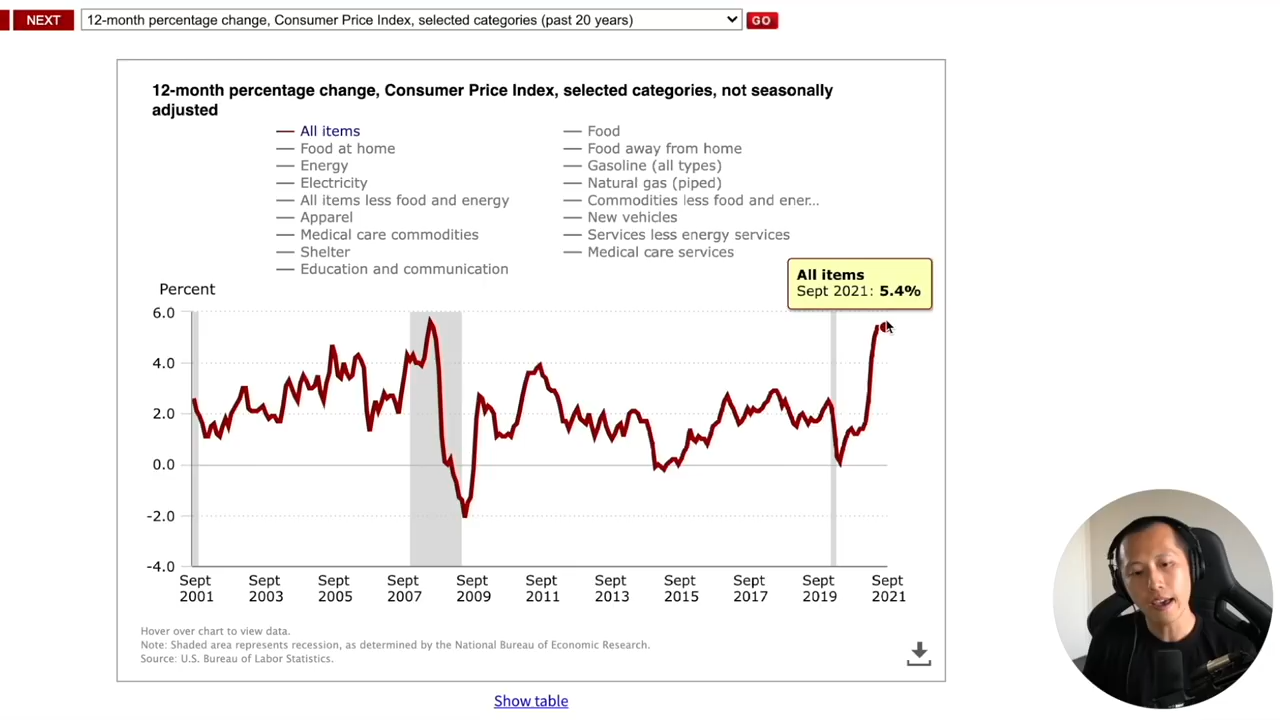 NEXT
12-month percentage change, Consumer Price Index, selected categories (past 20 years)
GO
12-month percentage change, Consumer Price Index, selected categories, not seasonally
adjusted
All items
Food
Food at home
Food away from home
Energy
Gasoline (all types)
Electricity
Natural gas (piped)
All items less food and energy
Commodities less food and ener...
Apparel
New vehicles
Medical care commodities
Services less energy services
Shelter
Medical care services
Education and communication
All items
Sept 2021: 5.4%
Percent
6.0
4.0
2.0
0.0
-2.0
-4.0
Sept Sept Sept Sept Sept Sept Sept Sept Sept Sept Sept
2001 2003 2005 2007 2009 2011 2013 2015 2017 2019 2021
Hover over chart to view data.
Note: Shaded area represents recession, as determined by the National Bureau of Economic Research.
Source: U.S. Bureau of Labor Statistics.
Show table